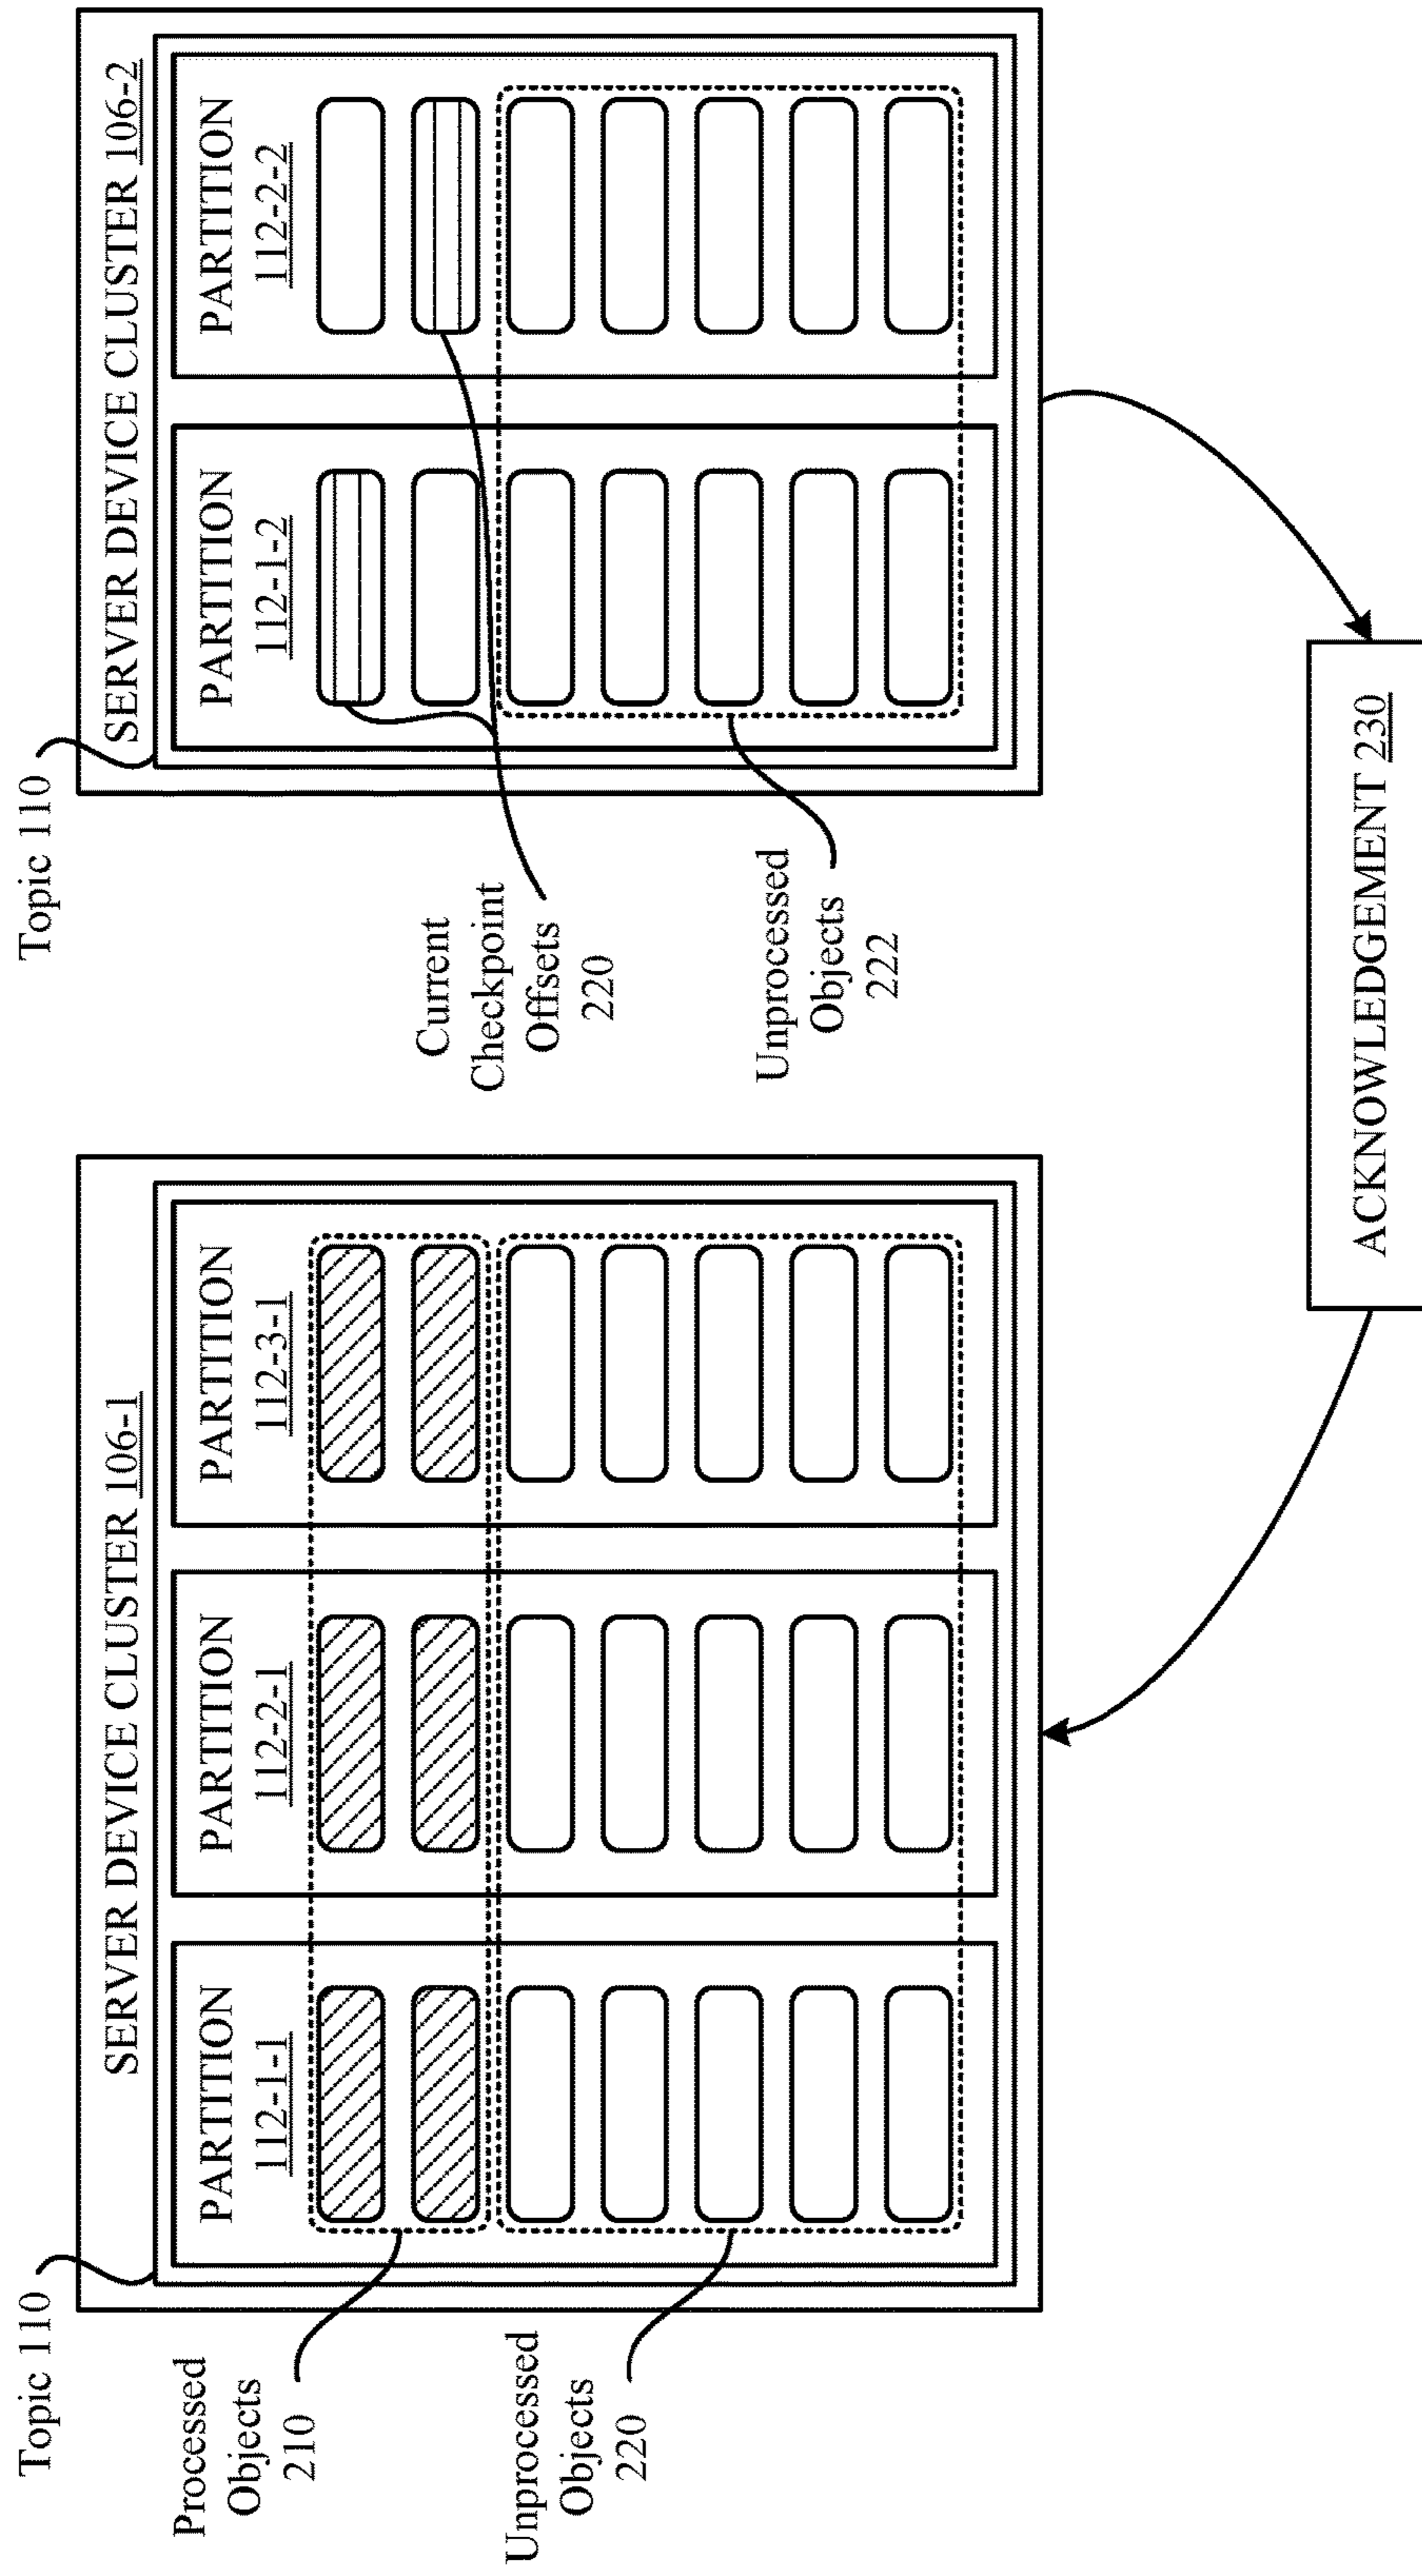 Topic 110
SERVER DEVICE CLUSTER 106-1
PARTITION
112-1-1
PARTITION
112-2-1
PARTITION
112-3-1
Processed
Objects
210
Unprocessed
Objects
220
Topic 110
SERVER DEVICE CLUSTER 106-2
PARTITION
112-1-2
PARTITION
112-2-2
Current
Checkpoint
Offsets
220
Unprocessed
Objects
222
ACKNOWLEDGEMENT 230